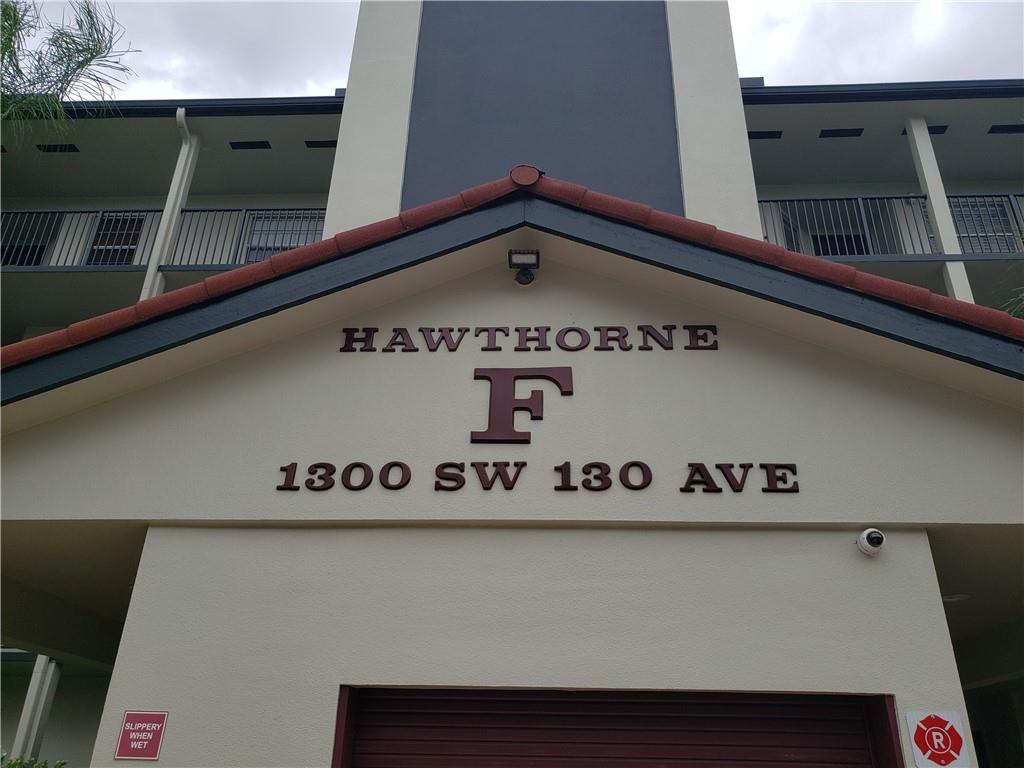 HAWTHORNE
F
1300 SW 130 AVE
SLIPPERY
WHEN
WET
R